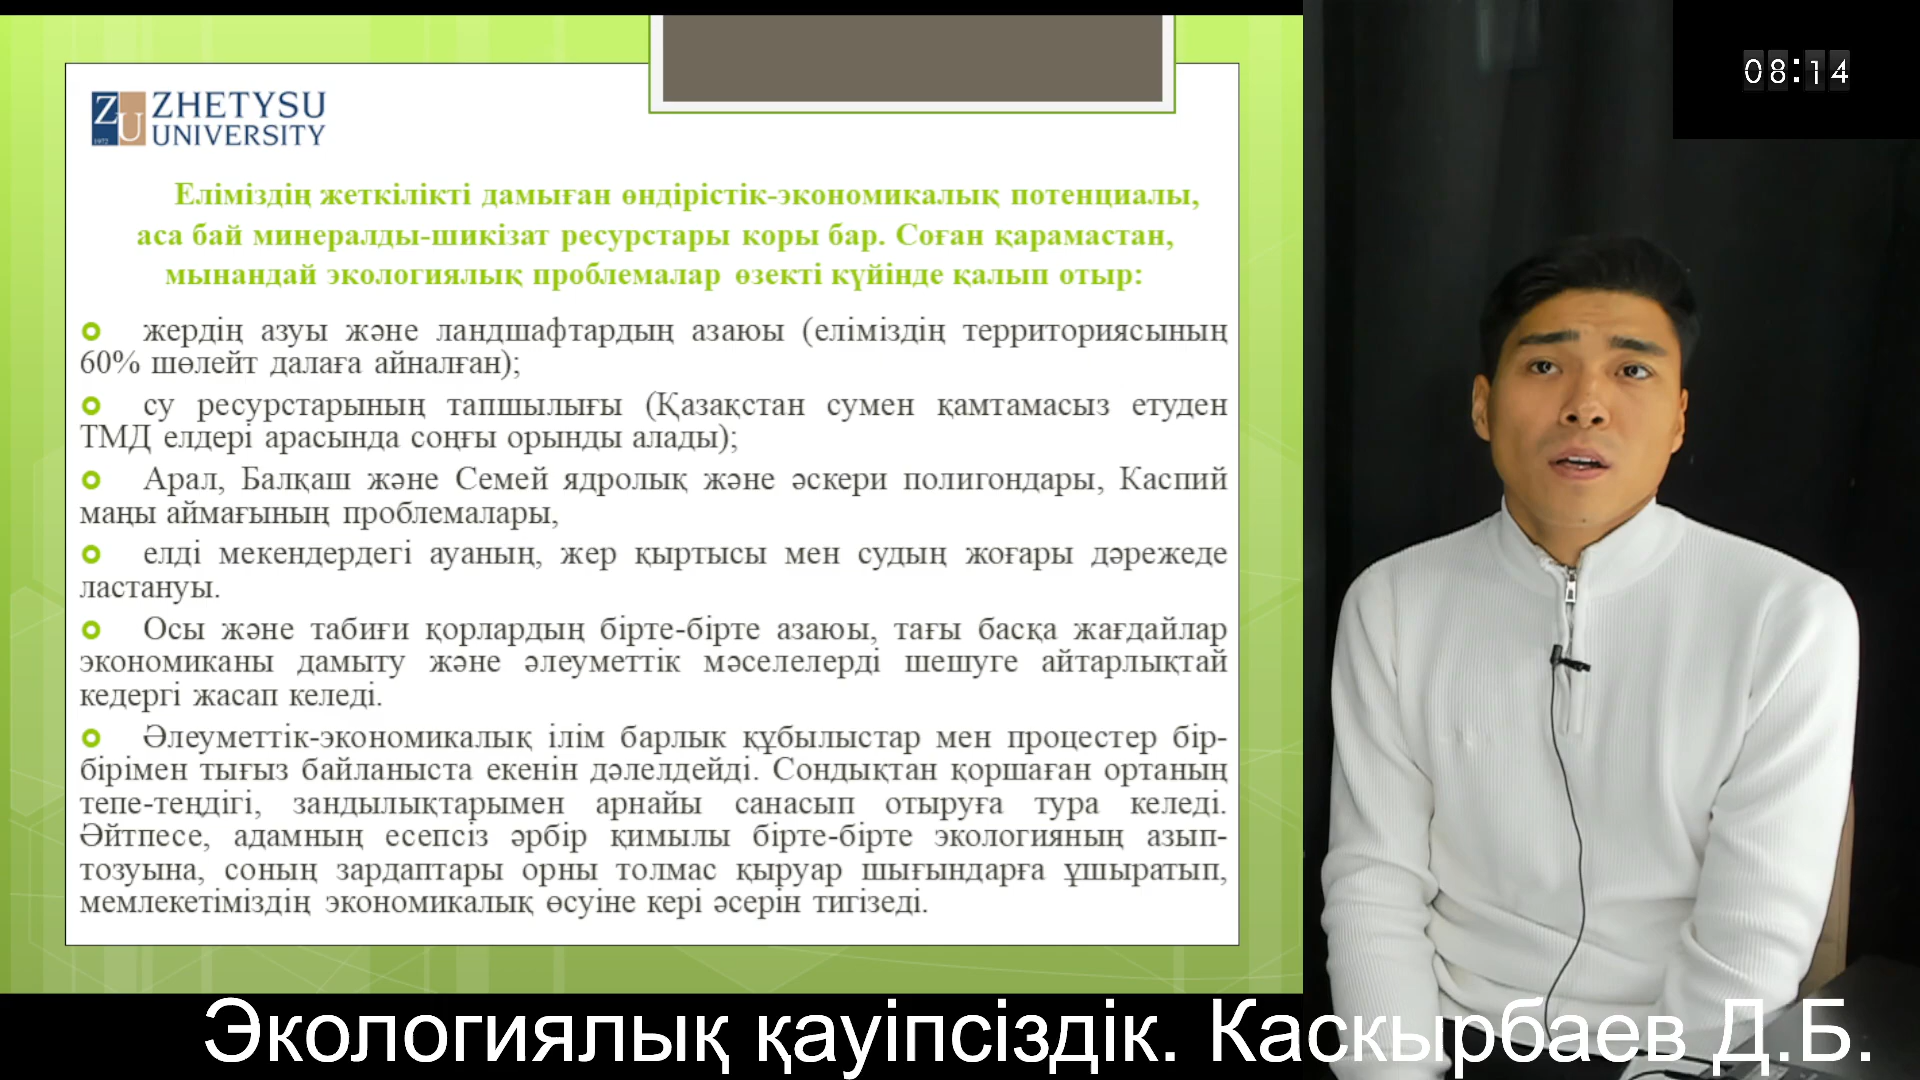 ZHETYSU
UNIVERSITY
ZU
1972
08:14
Еліміздің жеткілікті дамыған өндірістік-экономикалық потенциалы,
аса бай минералды-шикізат ресурстары коры бар. Соған қарамастан,
мынандай экологиялық проблемалар өзекті күйінде қалып отыр:
жердің азуы және ландшафтардың азаюы (еліміздің территориясының
60% шөлейт далаға айналған);
су ресурстарының тапшылығы (Қазақстан сумен қамтамасыз етуден
ТМД елдері арасында соңғы орынды алады);
Арал, Балқаш және Семей ядролық және әскери полигондары, Каспий
маңы аймағының проблемалары,
елді мекендердегі ауаның, жер қыртысы мен судың жоғары дәрежеде
ластануы.
Осы және табиғи қорлардың бірте-бірте азаюы, тағы басқа жағдайлар
экономиканы дамыту және әлеуметтік мәселелерді шешуге айтарлықтай
кедергі жасап келеді.
Әлеуметтік-экономикалық ілім барлык құбылыстар мен процестер бір-
бірімен тығыз байланыста екенін дәлелдейді. Сондықтан қоршаған ортаның
тепе-теңдігі, зандылықтарымен арнайы санасып отыруға тура келеді.
Әйтпесе, адамның есепсіз әрбір қимылы бірте-бірте экологияның азып-
тозуына, соның зардаптары орны толмас қыруар шығындарға ұшыратып,
мемлекетіміздің экономикалық өсуіне кері әсерін тигізеді.
Экологиялық қауіпсіздік. Каскырбаев Д.Б.